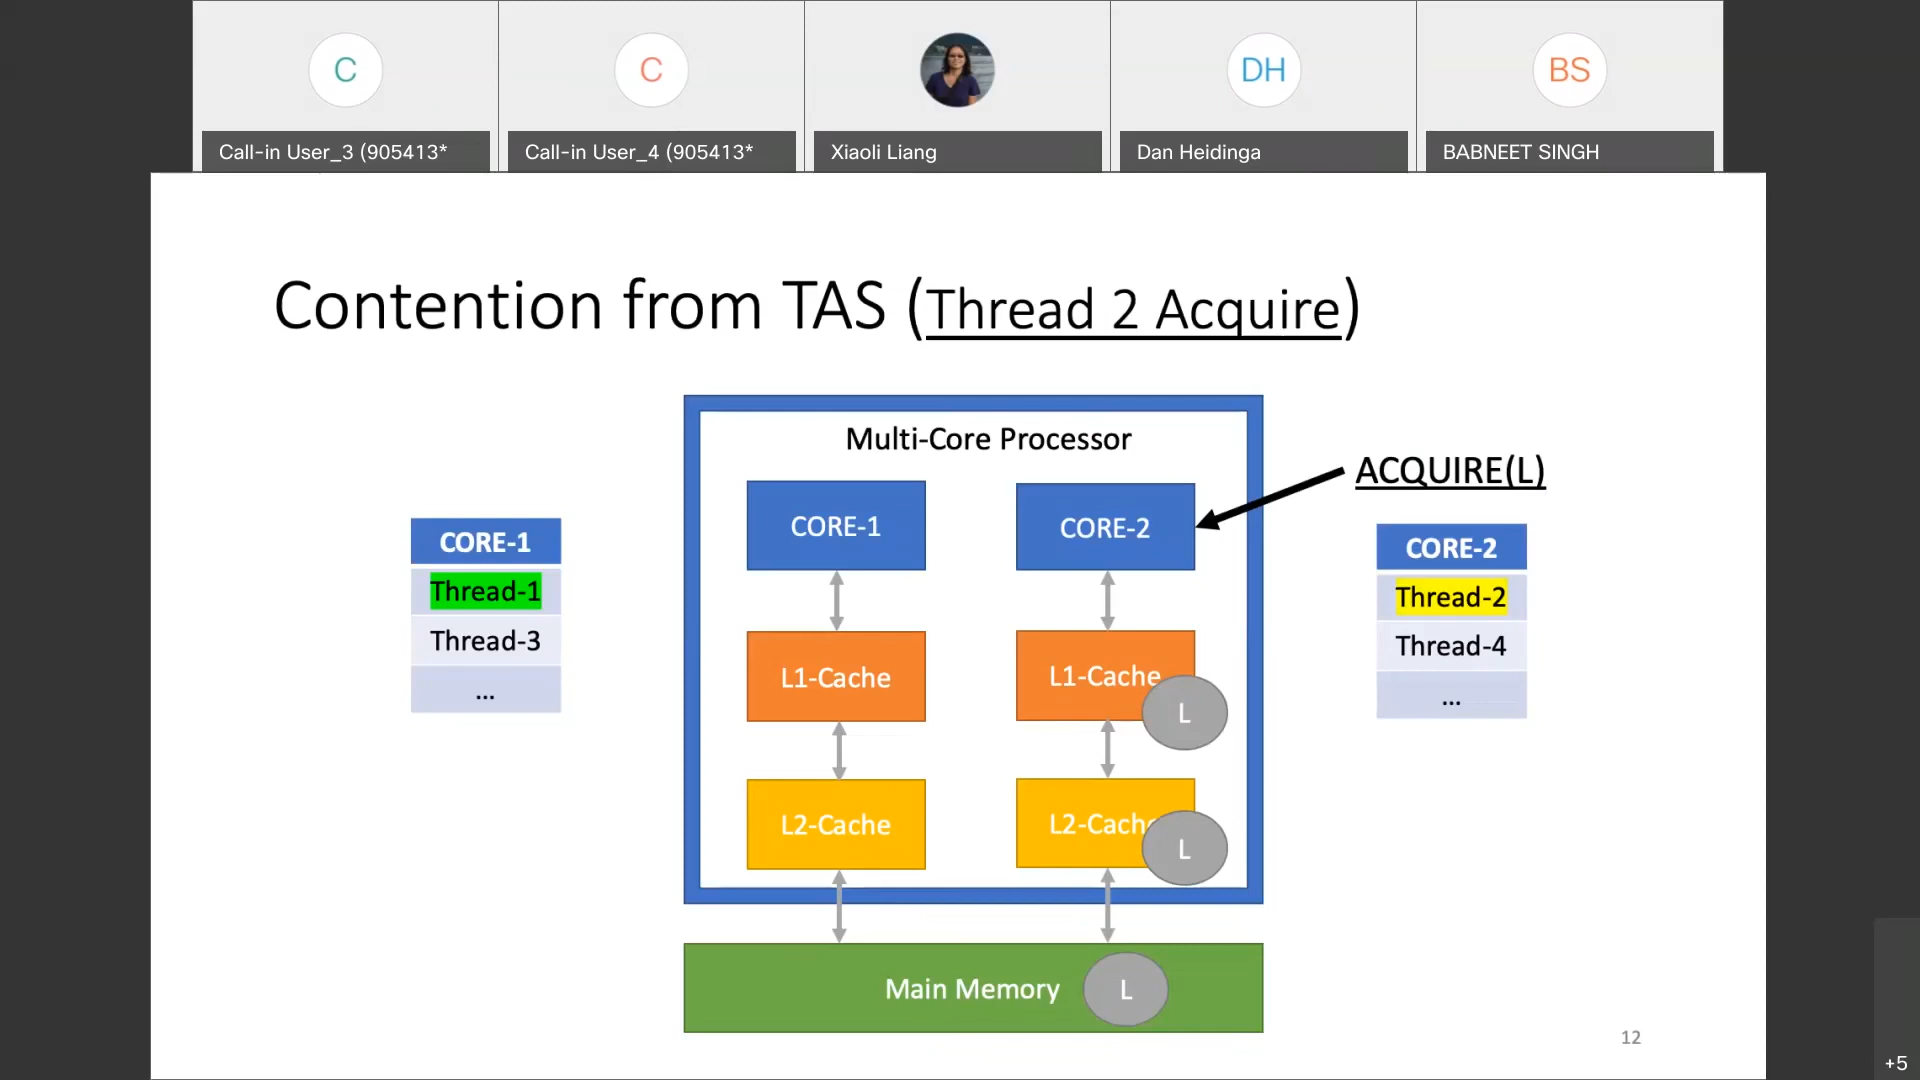 C
C
DH
BS
Call-in User_3 (905413*
Call-in User_4 (905413*
Xiaoli Liang
Dan Heidinga
BABNEET SINGH
Contention from TAS (Thread 2 Acquire)
Multi-Core Processor
ACQUIRE(L)
CORE-1
CORE-2
CORE-1
Thread-1
Thread-3
...
CORE-2
Thread-2
Thread-4
...
L1-Cache
L1-Cache
L
L2-Cache
L2-Cache
L
Main Memory
L
12
+5